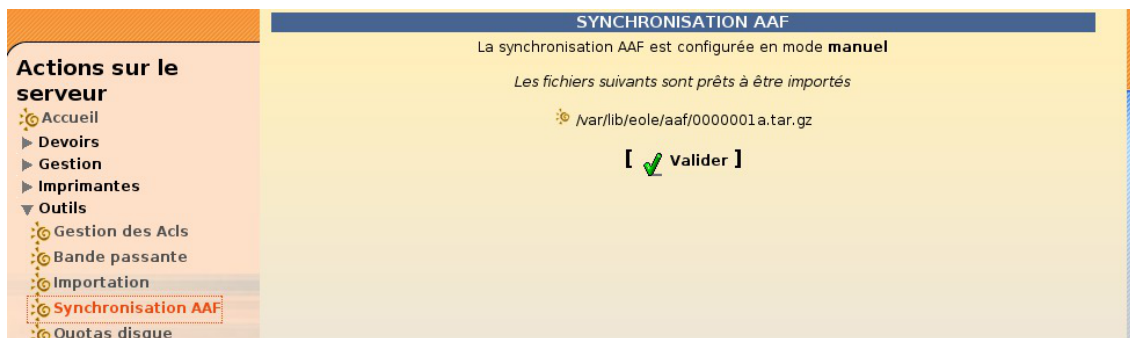 SYNCHRONISATION AAF
La synchronisation AAF est configurée en mode manuel
Les fichiers suivants sont prêts à être importés
/var/lib/eole/aaf/0000001a.tar.gz
[ Valider ]
Actions sur le
serveur
Accueil
Devoirs
Gestion
Imprimantes
Outils
Gestion des Acls
Bande passante
Importation
Synchronisation AAF
Quotas disque